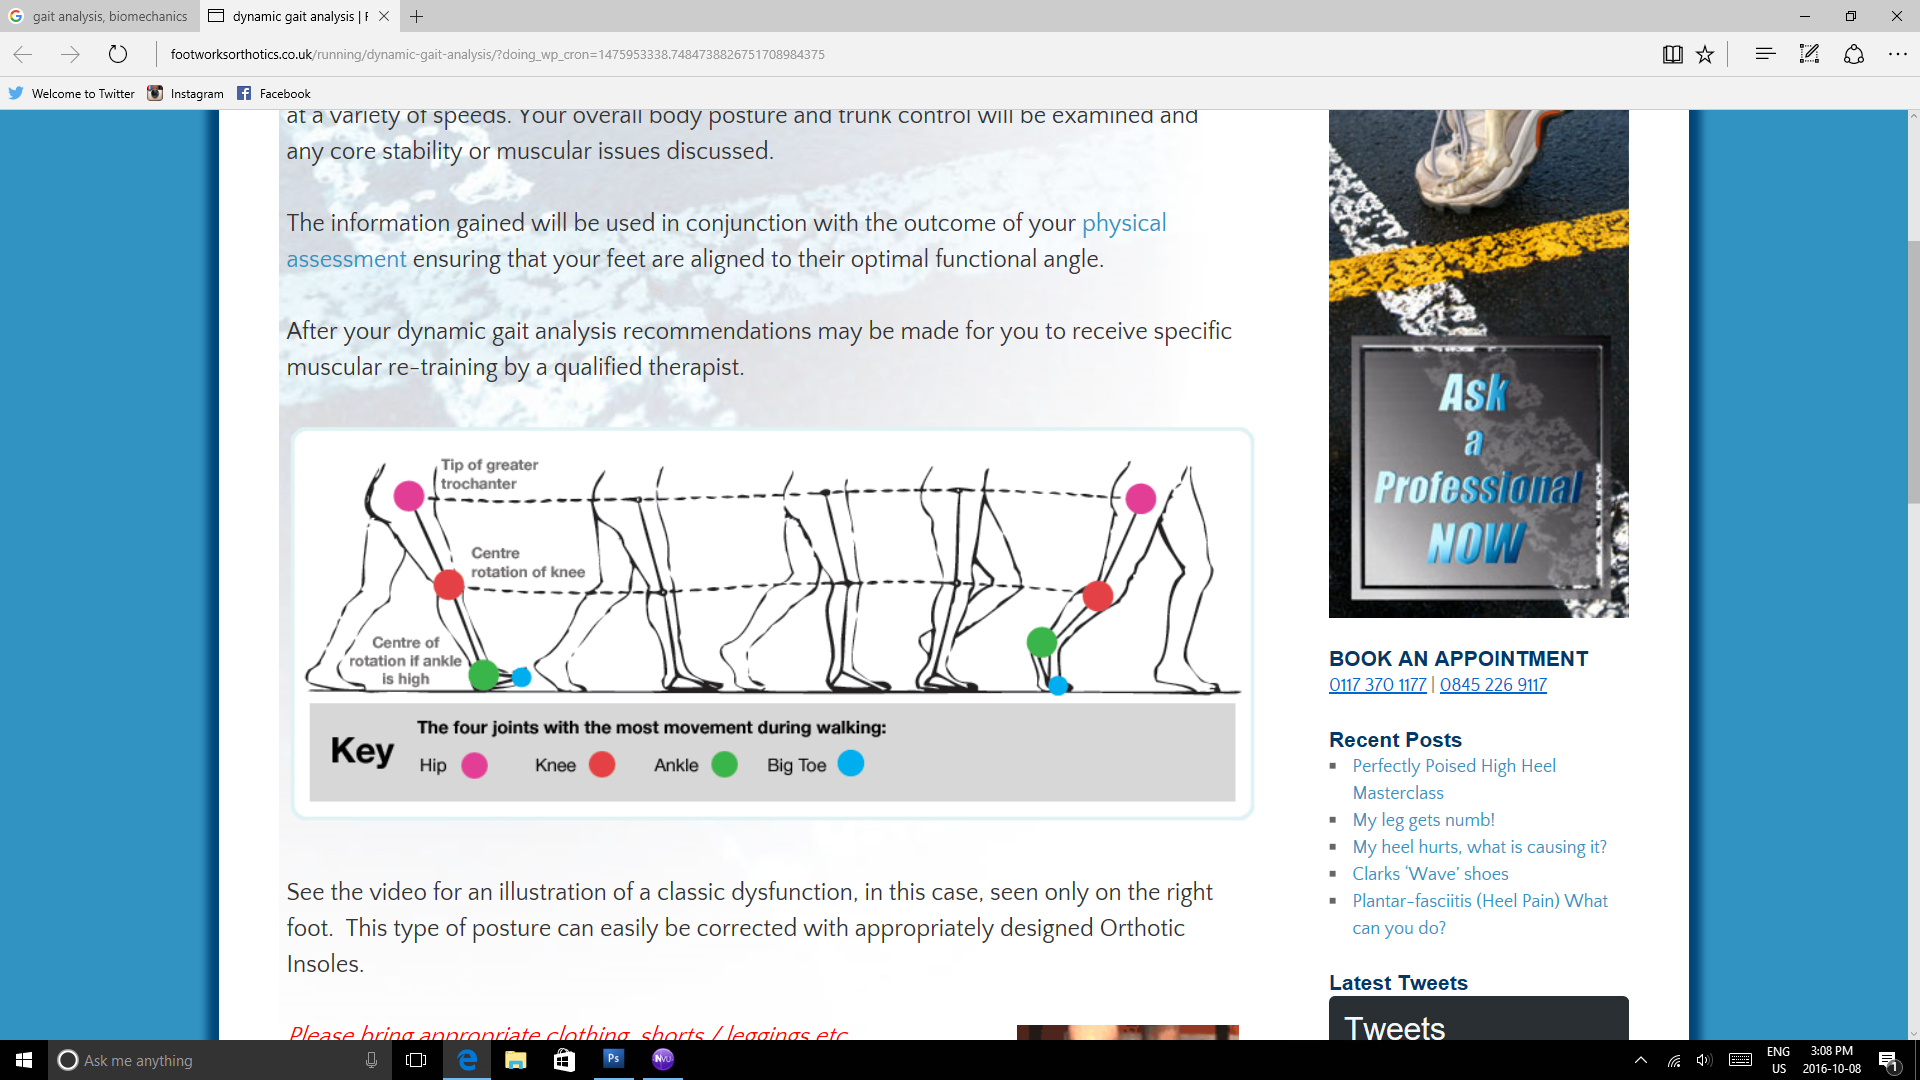 gait analysis, biomechanics
dynamic gait analysis | F
footworksorthotics.co.uk/running/dynamic-gait-analysis/?doing_wp_cron=1475953338.7484738826751708984375
Welcome to Twitter Instagram Facebook
at a variety of speeds. Your overall body posture and trunk control will be examined and
any core stability or muscular issues discussed.
The information gained will be used in conjunction with the outcome of your physical
assessment ensuring that your feet are aligned to their optimal functional angle.
After your dynamic gait analysis recommendations may be made for you to receive specific
muscular re-training by a qualified therapist.
Tip of greater
trochanter
Centre
rotation of knee
Centre of
rotation if ankle
is high
Key
The four joints with the most movement during walking:
Hip Knee Ankle Big Toe
See the video for an illustration of a classic dysfunction, in this case, seen only on the right
foot. This type of posture can easily be corrected with appropriately designed Orthotic
Insoles.
Please bring appropriate clothing, shorts / leggings etc
Ask
a
Professional
NOW
BOOK AN APPOINTMENT
0117 370 1177 | 0845 226 9117
Recent Posts
Perfectly Poised High Heel
Masterclass
My leg gets numb!
My heel hurts, what is causing it?
Clarks ‘Wave’ shoes
Plantar-fasciitis (Heel Pain) What
can you do?
Latest Tweets
Tweets
Ask me anything
Ps
NVU
ENG
US
3:08 PM
2016-10-08
1